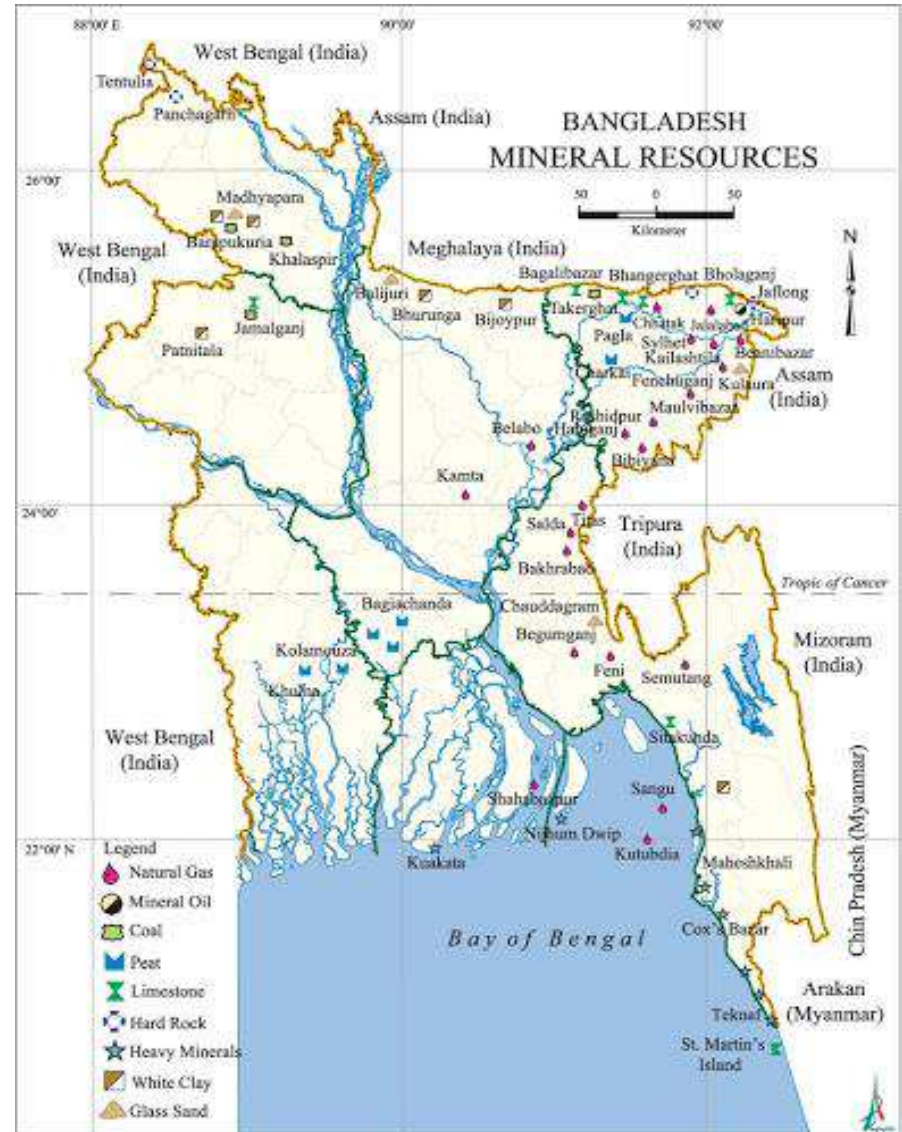 88°00' E
90°00'
92°00'
West Bengal (India)
Tentulia
Panchagarh
Assam (India)
BANGLADESH
MINERAL RESOURCES
26°00'
50
0
50
Kilometer
N
Madhyapara
Barapukuria
Khalaspir
West Bengal
(India)
Meghalaya (India)
Bagalibazar
Bhangerghat
Bholaganj
Jaflong
Balijuri
Bhurunga
Bijoypur
Takerghat
Chhatak
Jalalabad
Haripur
Jamalganj
Pagla
Sylhet
Patnitala
Kailashtila
Beanibazar
Charkai
Fenchuganj
Kulaura
Assam
(India)
Maulvibazar
Rashidpur
Belabo
Habiganj
Bibiyana
Kamta
24°00'
Salda
Titas
Tripura
(India)
Bakhrabad
Tropic of Cancer
Bagiachanda
Chauddagram
Begumganj
Kolamouza
Feni
Semutang
Mizoram
(India)
Khulna
West Bengal
(India)
Sitakunda
Shahabazpur
Sangu
Nijhum Dwip
Kutubdia
22°00' N
Kuakata
Maheshkhali
Chin Pradesh (Myanmar)
Legend
Natural Gas
Mineral Oil
Coal
Peat
Limestone
Hard Rock
Heavy Minerals
White Clay
Glass Sand
Cox's Bazar
Bay of Bengal
Arakan
(Myanmar)
Teknaf
St. Martin's
Island